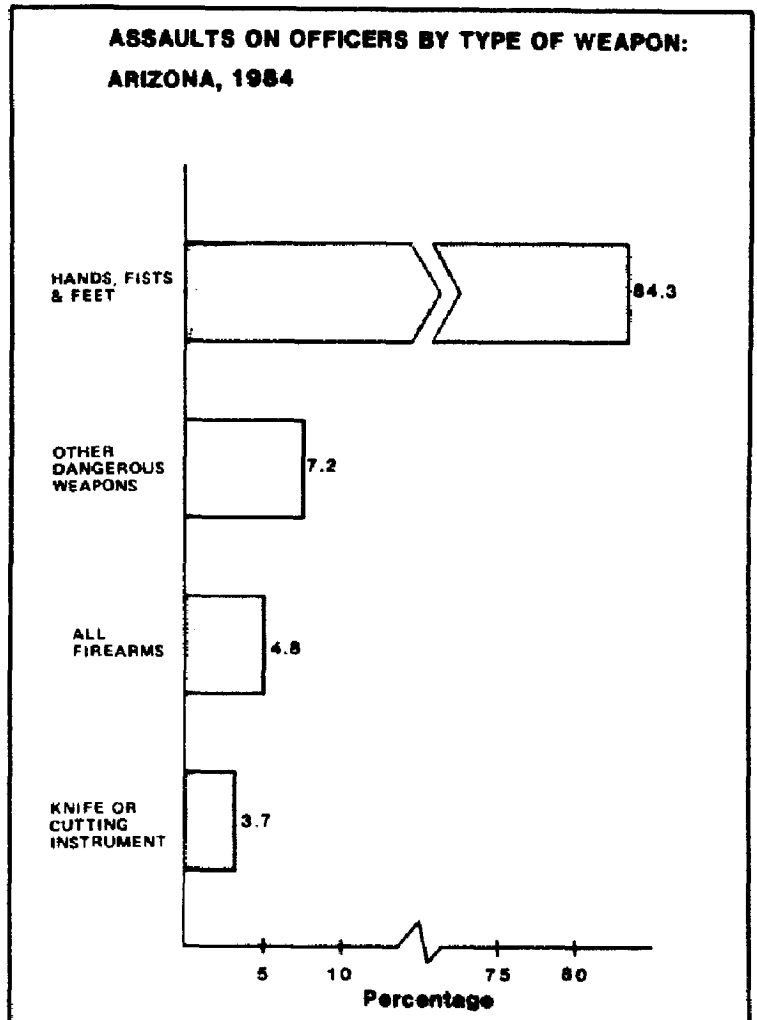 ASSAULTS ON OFFICERS BY TYPE OF WEAPON:
ARIZONA, 1984
HANDS, FISTS
& FEET
84.3
OTHER
DANGEROUS
WEAPONS
7.2
ALL
FIREARMS
4.8
KNIFE OR
CUTTING
INSTRUMENT
3.7
5 10 75 80
Percentage